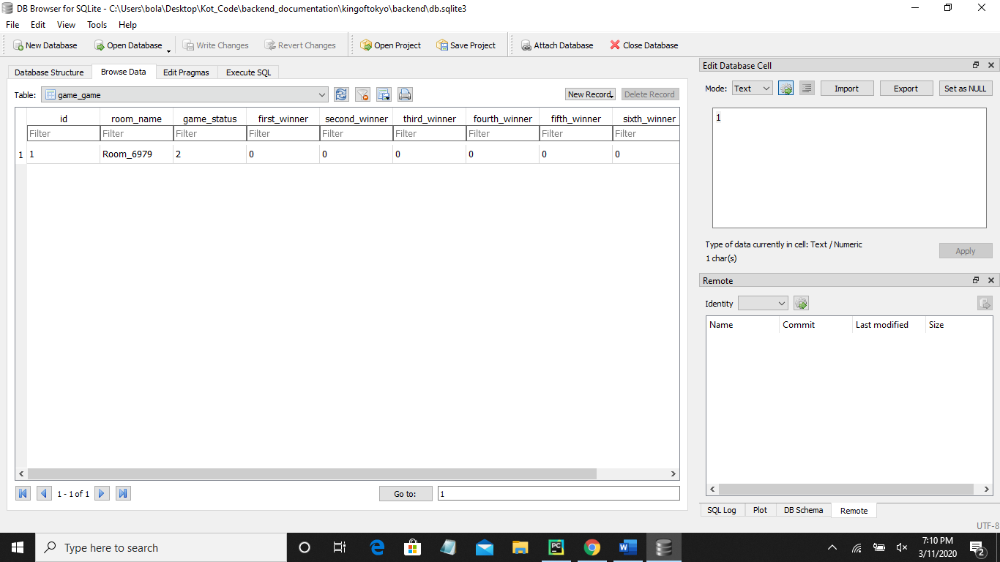 DB Browser for SQLite - C:\Users\bola\Desktop\Kot_Code\backend_documentation\kingoftokyo\backend\db.sqlite3
File Edit View Tools Help
New Database Open Database Write Changes Revert Changes Open Project Save Project Attach Database Close Database
Database Structure Browse Data Edit Pragmas Execute SQL
Table: game_game New Record Delete Record
id room_name game_status first_winner second_winner third_winner fourth_winner fifth_winner sixth_winner
Filter Filter Filter Filter Filter Filter Filter Filter Filter
1 1 Room_6979 2 0 0 0 0 0 0
1 - 1 of 1 Go to: 1
Edit Database Cell
Mode: Text Import Export Set as NULL
1
Type of data currently in cell: Text / Numeric
1 char(s)
Apply
Remote
Identity
Name Commit Last modified Size
SQL Log Plot DB Schema Remote
UTF-8
Type here to search
PC
W
7:10 PM
3/11/2020
2